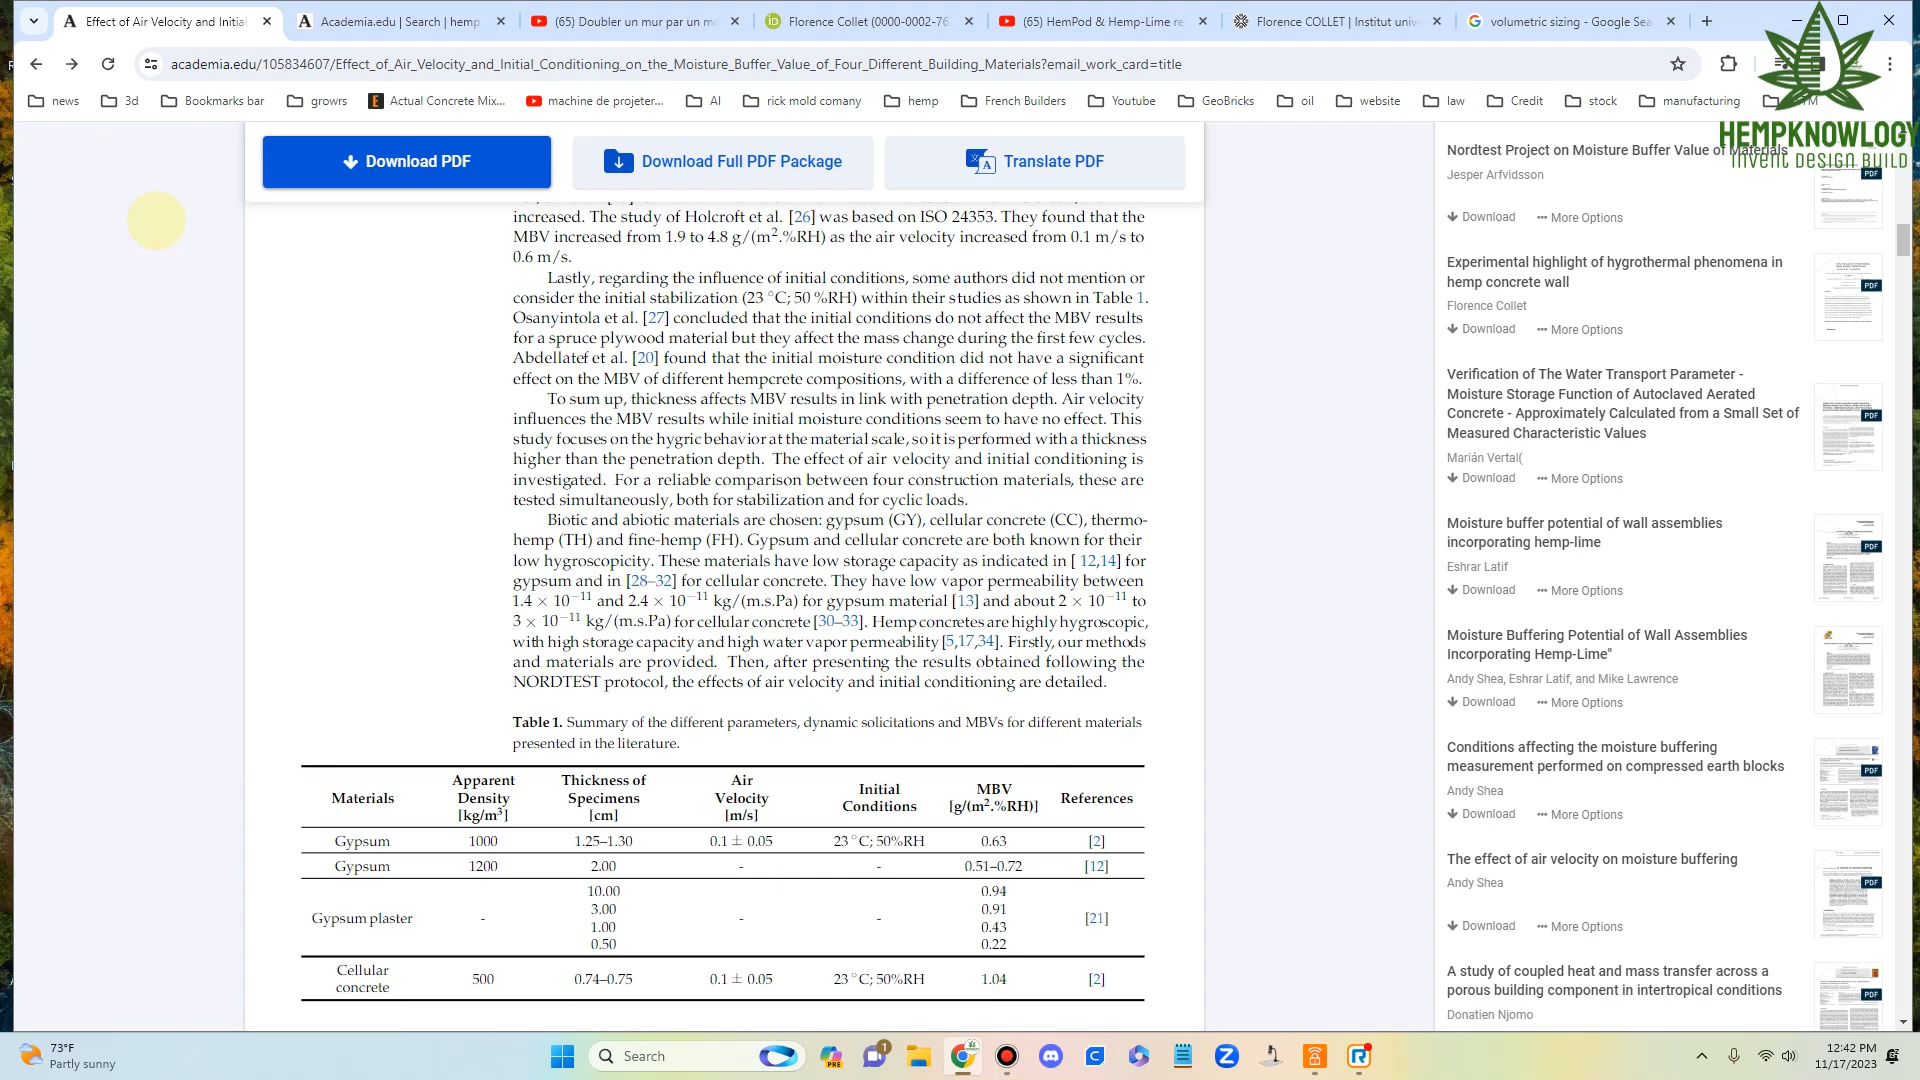 Effect of Air Velocity and Initial
Academia.edu | Search | hemp
(65) Doubler un mur par un m
Florence Collet (0000-0002-76
(65) HemPod & Hemp-Lime re
Florence COLLET | Institut univ
volumetric sizing - Google Sea
academia.edu/105834607/Effect_of_Air_Velocity_and_Initial_Conditioning_on_the_Moisture_Buffer_Value_of_Four_Different_Building_Materials?email_work_card=title
news
3d
Bookmarks bar
growrs
Actual Concrete Mix...
machine de projeter...
AI
rick mold comany
hemp
French Builders
Youtube
GeoBricks
oil
website
law
Credit
stock
manufacturing
HEMPKNOWLOGY
INVENT DESIGN BUILD
Download PDF
Download Full PDF Package
Translate PDF
increased. The study of Holcroft et al. [26] was based on ISO 24353. They found that the
MBV increased from 1.9 to 4.8 g/(m².%RH) as the air velocity increased from 0.1 m/s to
0.6 m/s.
Lastly, regarding the influence of initial conditions, some authors did not mention or
consider the initial stabilization (23 °C; 50 %RH) within their studies as shown in Table 1.
Osanyintola et al. [27] concluded that the initial conditions do not affect the MBV results
for a spruce plywood material but they affect the mass change during the first few cycles.
Abdellatef et al. [20] found that the initial moisture condition did not have a significant
effect on the MBV of different hempcrete compositions, with a difference of less than 1%.
To sum up, thickness affects MBV results in link with penetration depth. Air velocity
influences the MBV results while initial moisture conditions seem to have no effect. This
study focuses on the hygric behavior at the material scale, so it is performed with a thickness
higher than the penetration depth. The effect of air velocity and initial conditioning is
investigated. For a reliable comparison between four construction materials, these are
tested simultaneously, both for stabilization and for cyclic loads.
Biotic and abiotic materials are chosen: gypsum (GY), cellular concrete (CC), thermo-
hemp (TH) and fine-hemp (FH). Gypsum and cellular concrete are both known for their
low hygroscopicity. These materials have low storage capacity as indicated in [ 12,14] for
gypsum and in [28–32] for cellular concrete. They have low vapor permeability between
1.4 × 10⁻¹¹ and 2.4 × 10⁻¹¹ kg/(m.s.Pa) for gypsum material [13] and about 2 × 10⁻¹¹ to
3 × 10⁻¹¹ kg/(m.s.Pa) for cellular concrete [30–33]. Hemp concretes are highly hygroscopic,
with high storage capacity and high water vapor permeability [5,17,34]. Firstly, our methods
and materials are provided. Then, after presenting the results obtained following the
NORDTEST protocol, the effects of air velocity and initial conditioning are detailed.
Table 1. Summary of the different parameters, dynamic solicitations and MBVs for different materials
presented in the literature.
Materials | Apparent Density [kg/m³] | Thickness of Specimens [cm] | Air Velocity [m/s] | Initial Conditions | MBV [g/(m².%RH)] | References
Gypsum 1000 1.25–1.30 0.1 ± 0.05 23 °C; 50%RH 0.63 [2]
Gypsum 1200 2.00 - - 0.51–0.72 [12]
10.00 0.94
3.00 0.91
Gypsum plaster - - - [21]
1.00 0.43
0.50 0.22
Cellular concrete 500 0.74–0.75 0.1 ± 0.05 23 °C; 50%RH 1.04 [2]
Nordtest Project on Moisture Buffer Value of Materials
Jesper Arfvidsson
PDF
Download More Options
Experimental highlight of hygrothermal phenomena in
hemp concrete wall
PDF
Florence Collet
Download More Options
Verification of The Water Transport Parameter -
Moisture Storage Function of Autoclaved Aerated
Concrete - Approximately Calculated from a Small Set of
Measured Characteristic Values
PDF
Marián Vertaľ(
Download More Options
Moisture buffer potential of wall assemblies
incorporating hemp-lime
PDF
Eshrar Latif
Download More Options
Moisture Buffering Potential of Wall Assemblies
Incorporating Hemp-Lime"
PDF
Andy Shea, Eshrar Latif, and Mike Lawrence
Download More Options
Conditions affecting the moisture buffering
measurement performed on compressed earth blocks
PDF
Andy Shea
Download More Options
The effect of air velocity on moisture buffering
PDF
Andy Shea
Download More Options
A study of coupled heat and mass transfer across a
porous building component in intertropical conditions
PDF
Donatien Njomo
73°F
Partly sunny
Search
PRE
1
12:42 PM
11/17/2023